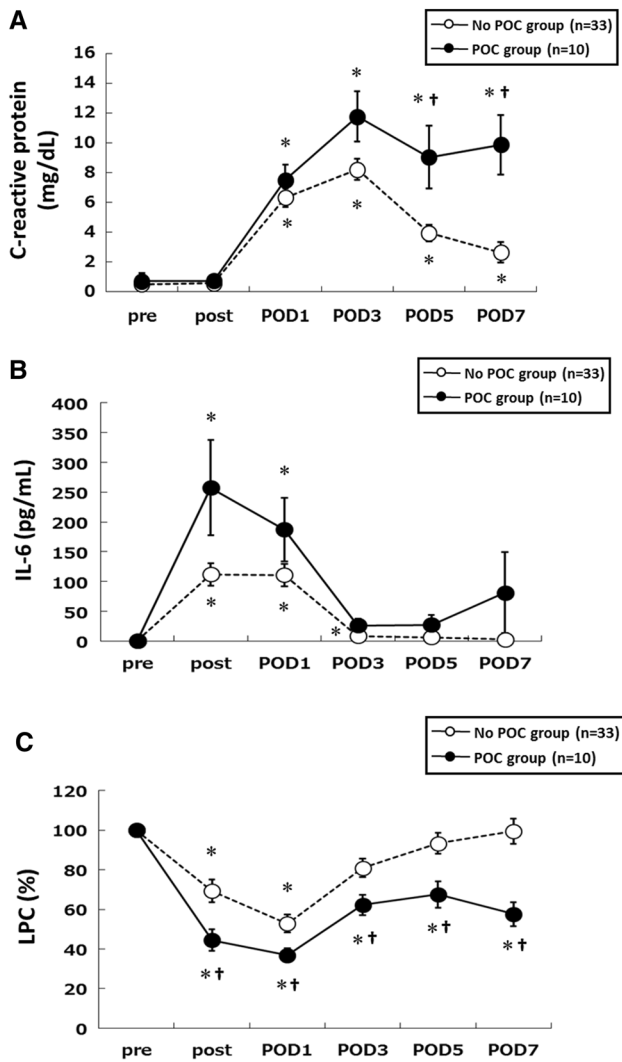 A
No POC group (n=33)
POC group (n=10)
C-reactive protein
(mg/dL)
16
14
12
10
8
6
4
2
0
* * * † * †
* * * *
pre post POD1 POD3 POD5 POD7
B
No POC group (n=33)
POC group (n=10)
IL-6 (pg/mL)
400
350
300
250
200
150
100
50
0
* *
* * *
pre post POD1 POD3 POD5 POD7
C
No POC group (n=33)
POC group (n=10)
LPC (%)
120
100
80
60
40
20
0
* *
* † * † * † * † * †
pre post POD1 POD3 POD5 POD7